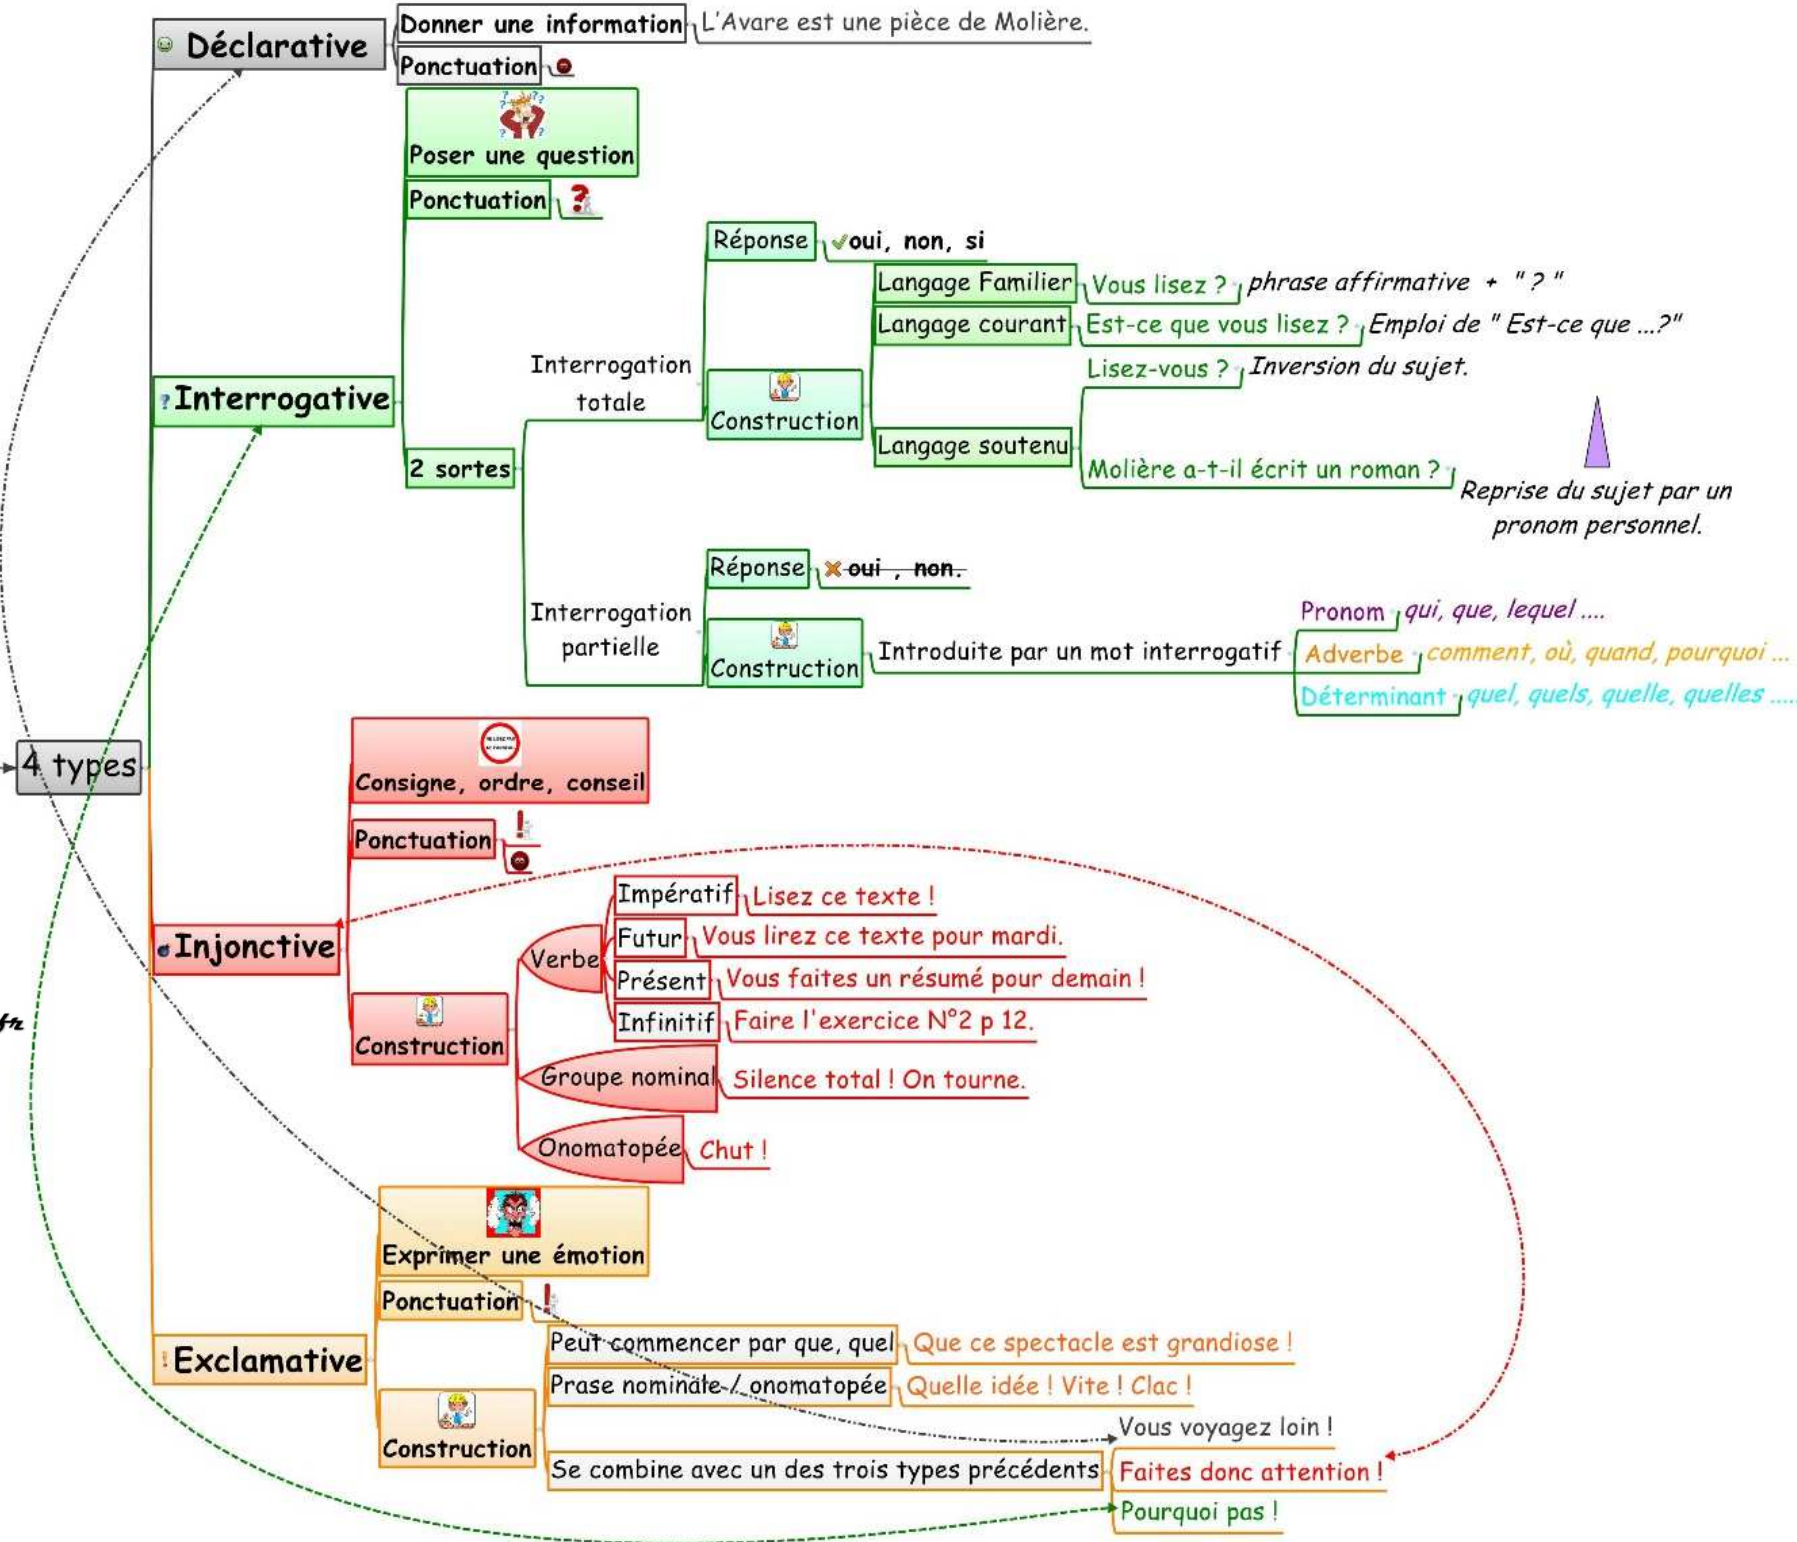 4 types
Déclarative
Donner une information
L'Avare est une pièce de Molière.
Ponctuation
Interrogative
Poser une question
Ponctuation
?
2 sortes
Interrogation
totale
Réponse
oui, non, si
Construction
Langage Familier
Vous lisez ?
phrase affirmative + " ? "
Langage courant
Est-ce que vous lisez ?
Emploi de " Est-ce que ...?"
Langage soutenu
Lisez-vous ?
Inversion du sujet.
Molière a-t-il écrit un roman ?
Reprise du sujet par un
pronom personnel.
Interrogation
partielle
Réponse
oui , non.
Construction
Introduite par un mot interrogatif
Pronom
qui, que, lequel ....
Adverbe
comment, où, quand, pourquoi ...
Déterminant
quel, quels, quelle, quelles .....
Injonctive
Consigne, ordre, conseil
Ponctuation
!
Construction
Verbe
Impératif
Lisez ce texte !
Futur
Vous lirez ce texte pour mardi.
Présent
Vous faites un résumé pour demain !
Infinitif
Faire l'exercice N°2 p 12.
Groupe nominal
Silence total ! On tourne.
Onomatopée
Chut !
Exclamative
Exprimer une émotion
Ponctuation
!
Construction
Peut commencer par que, quel
Que ce spectacle est grandiose !
Prase nominale / onomatopée
Quelle idée ! Vite ! Clac !
Se combine avec un des trois types précédents
Vous voyagez loin !
Faites donc attention !
Pourquoi pas !